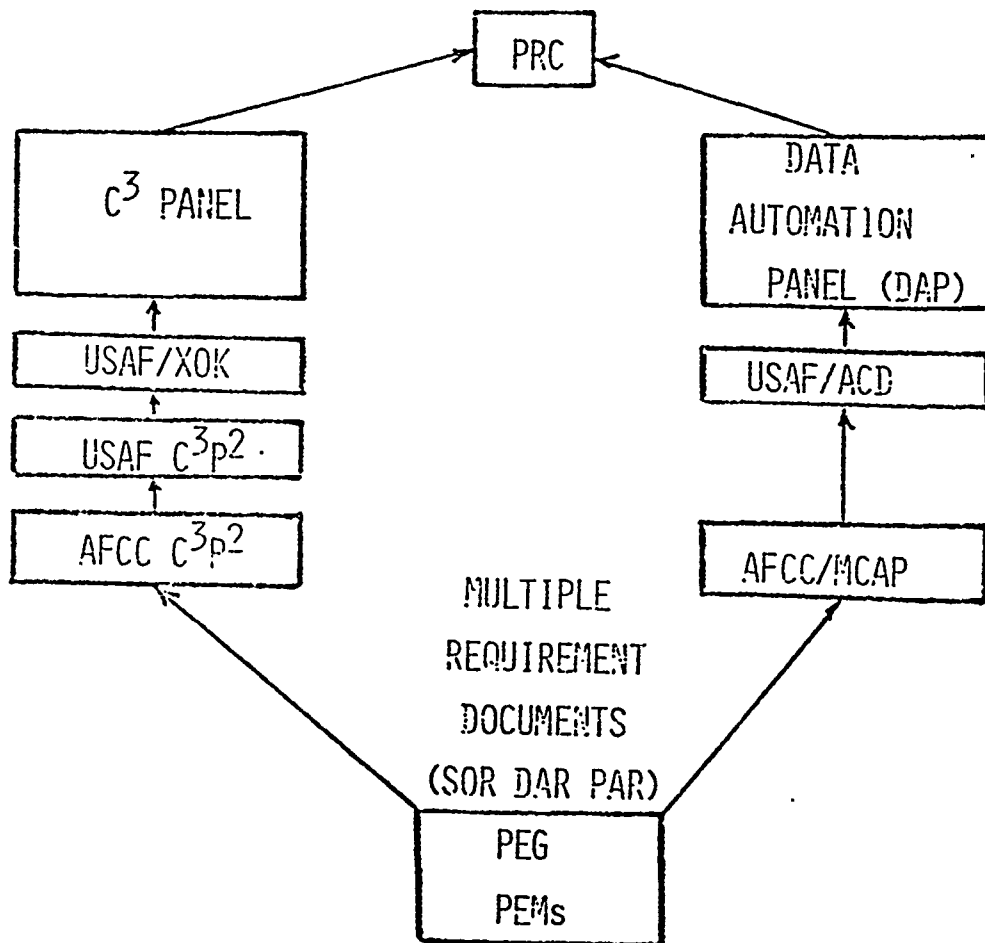 PRC
C³ PANEL
USAF/XOK
USAF C³P²
AFCC C³P²
DATA
AUTOMATION
PANEL (DAP)
USAF/ACD
AFCC/MCAP
MULTIPLE
REQUIREMENT
DOCUMENTS
(SOR DAR PAR)
PEG
PEMs